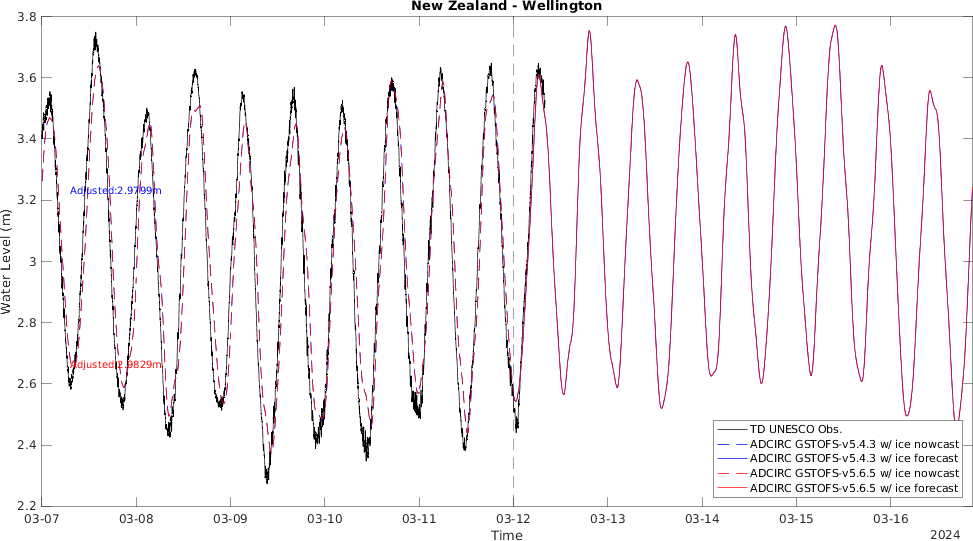 New Zealand - Wellington
3.8
3.6
3.4
3.2
3
2.8
2.6
2.4
2.2
Water Level (m)
Adjusted:2.9799m
Adjusted:2.9829m
TD UNESCO Obs.
ADCIRC GSTOFS-v5.4.3 w/ ice nowcast
ADCIRC GSTOFS-v5.4.3 w/ ice forecast
ADCIRC GSTOFS-v5.6.5 w/ ice nowcast
ADCIRC GSTOFS-v5.6.5 w/ ice forecast
03-07 03-08 03-09 03-10 03-11 03-12 03-13 03-14 03-15 03-16
Time
2024